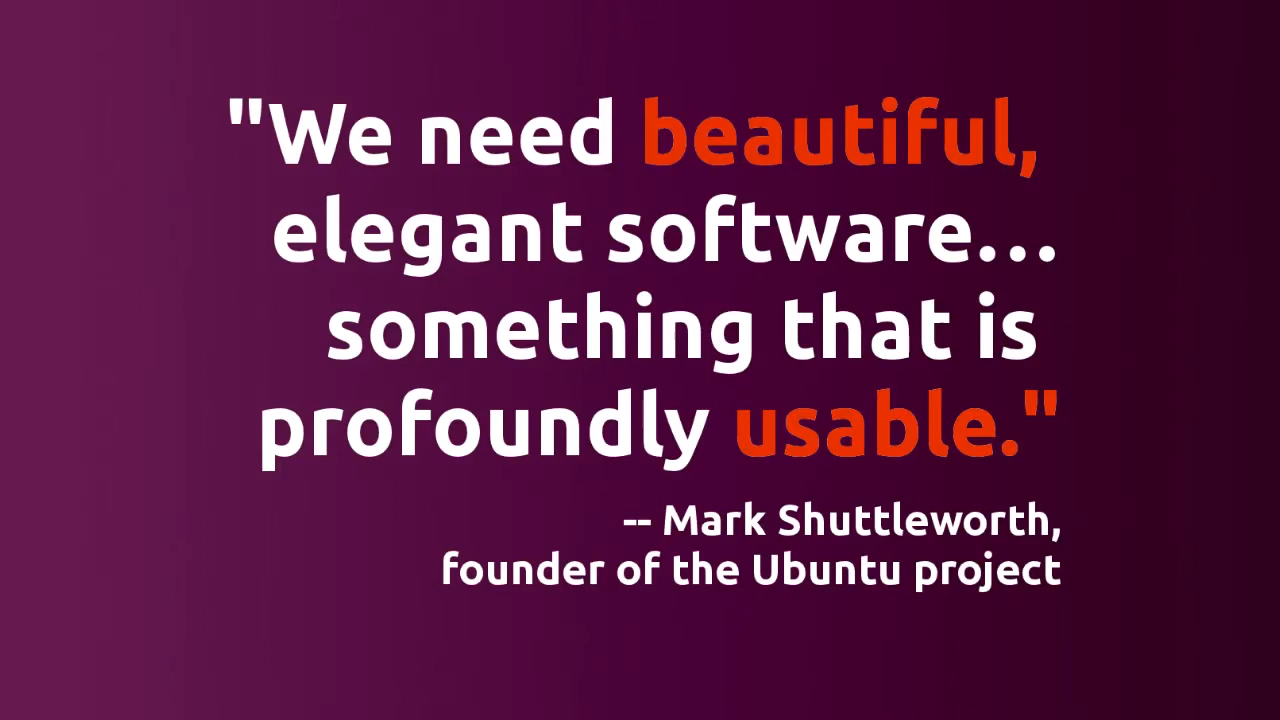 "We need beautiful,
elegant software...
something that is
profoundly usable."
-- Mark Shuttleworth,
founder of the Ubuntu project